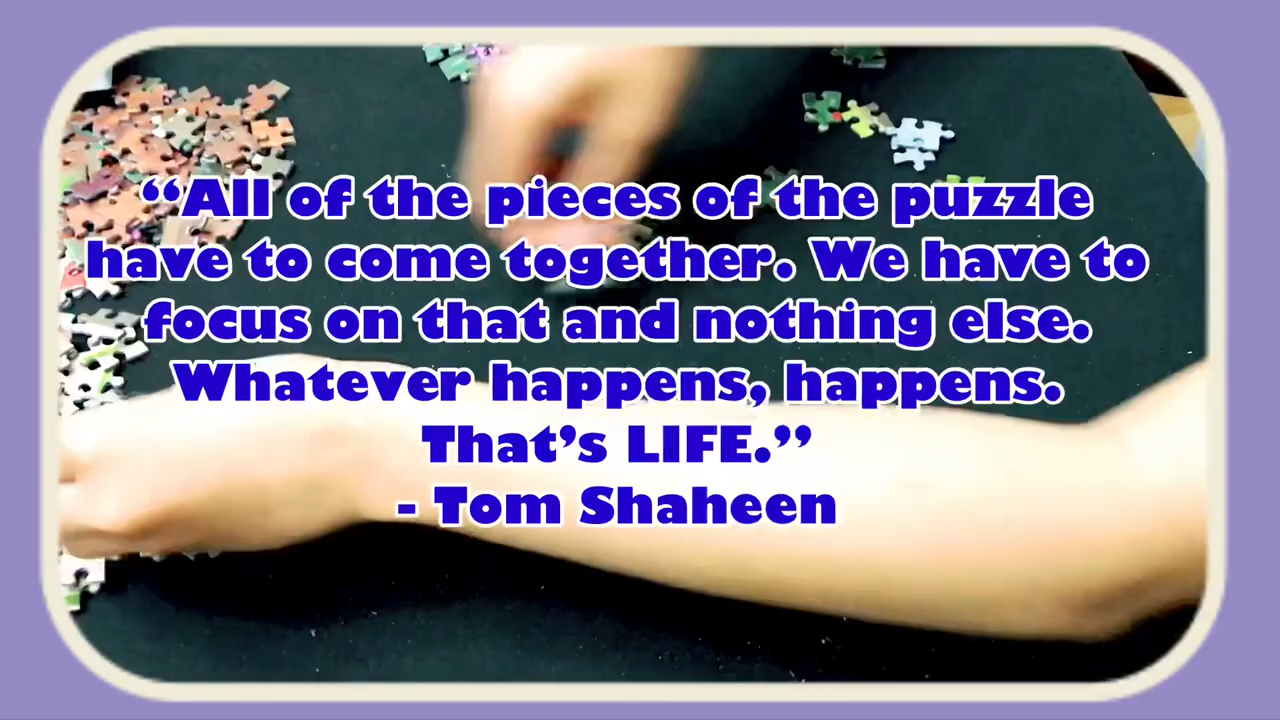 “All of the pieces of the puzzle
have to come together. We have to
focus on that and nothing else.
Whatever happens, happens.
That’s LIFE.”
- Tom Shaheen